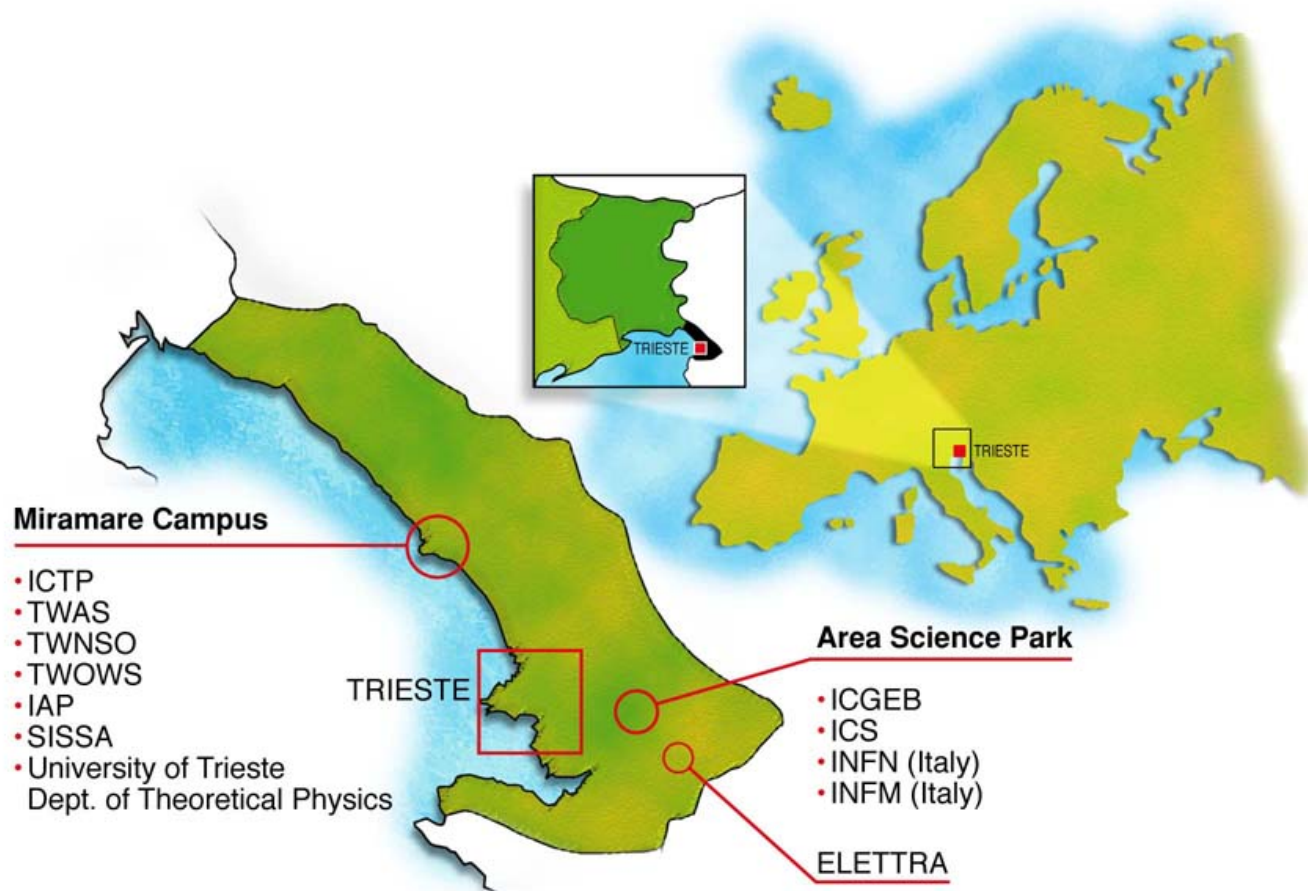 TRIESTE
TRIESTE
Miramare Campus
• ICTP
• TWAS
• TWNSO
• TWOWS
• IAP
• SISSA
• University of Trieste
Dept. of Theoretical Physics
TRIESTE
Area Science Park
• ICGEB
• ICS
• INFN (Italy)
• INFM (Italy)
ELETTRA